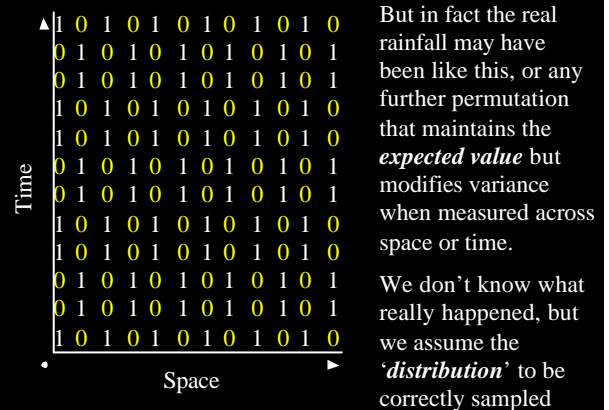 1 0 1 0 1 0 1 0 1 0 1 0
0 1 0 1 0 1 0 1 0 1 0 1
0 1 0 1 0 1 0 1 0 1 0 1
1 0 1 0 1 0 1 0 1 0 1 0
1 0 1 0 1 0 1 0 1 0 1 0
0 1 0 1 0 1 0 1 0 1 0 1
0 1 0 1 0 1 0 1 0 1 0 1
1 0 1 0 1 0 1 0 1 0 1 0
1 0 1 0 1 0 1 0 1 0 1 0
0 1 0 1 0 1 0 1 0 1 0 1
0 1 0 1 0 1 0 1 0 1 0 1
1 0 1 0 1 0 1 0 1 0 1 0
Time
Space
But in fact the real
rainfall may have
been like this, or any
further permutation
that maintains the
expected value but
modifies variance
when measured across
space or time.
We don’t know what
really happened, but
we assume the
‘distribution’ to be
correctly sampled